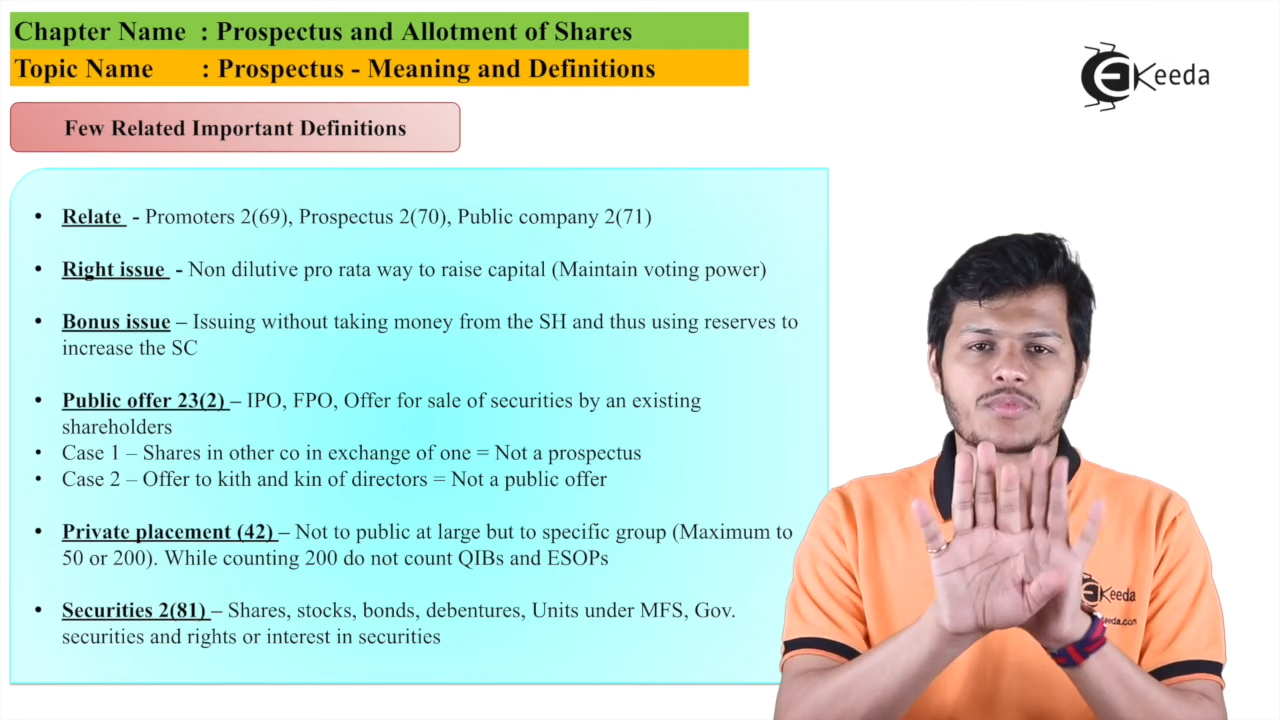 Chapter Name : Prospectus and Allotment of Shares
Topic Name : Prospectus - Meaning and Definitions
Keeda
Few Related Important Definitions
• Relate - Promoters 2(69), Prospectus 2(70), Public company 2(71)
• Right issue - Non dilutive pro rata way to raise capital (Maintain voting power)
• Bonus issue – Issuing without taking money from the SH and thus using reserves to
increase the SC
• Public offer 23(2) – IPO, FPO, Offer for sale of securities by an existing
shareholders
• Case 1 – Shares in other co in exchange of one = Not a prospectus
• Case 2 – Offer to kith and kin of directors = Not a public offer
• Private placement (42) – Not to public at large but to specific group (Maximum to
50 or 200). While counting 200 do not count QIBs and ESOPs
• Securities 2(81) – Shares, stocks, bonds, debentures, Units under MFS, Gov.
securities and rights or interest in securities
Keeda